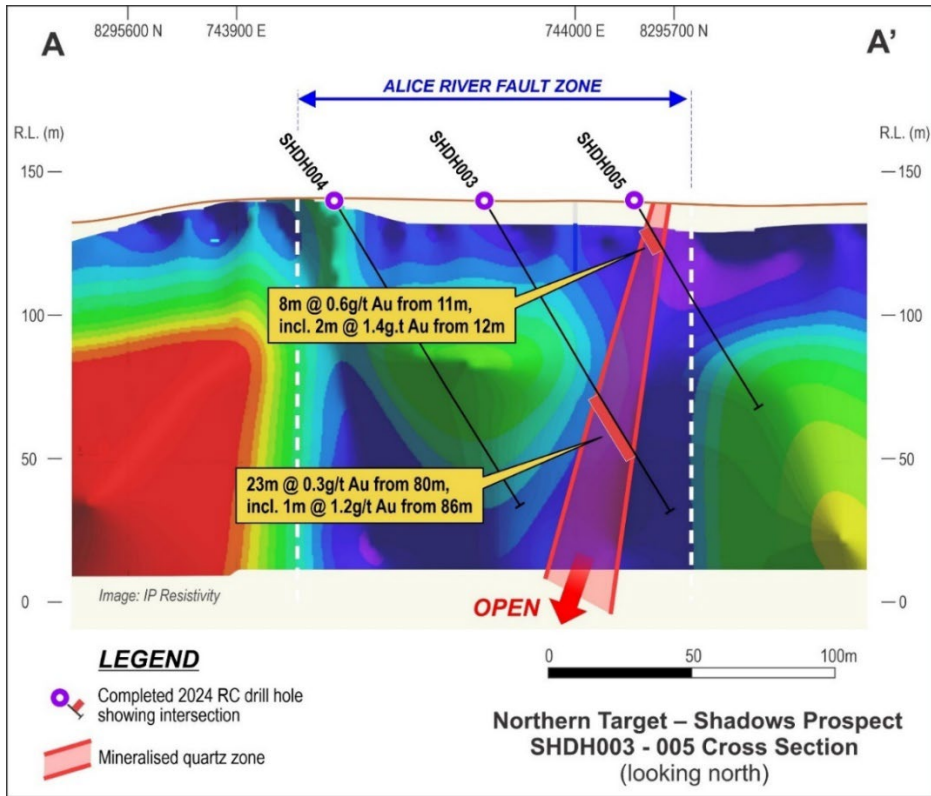 A
8295600 N
743900 E
744000 E
8295700 N
A'
ALICE RIVER FAULT ZONE
R.L. (m)
R.L. (m)
SHDH004
SHDH003
SHDH005
150
150
8m @ 0.6g/t Au from 11m,
incl. 2m @ 1.4g.t Au from 12m
100
100
50
50
23m @ 0.3g/t Au from 80m,
incl. 1m @ 1.2g/t Au from 86m
0
Image: IP Resistivity
OPEN
0
LEGEND
Completed 2024 RC drill hole
showing intersection
Mineralised quartz zone
0
50
100m
Northern Target – Shadows Prospect
SHDH003 - 005 Cross Section
(looking north)